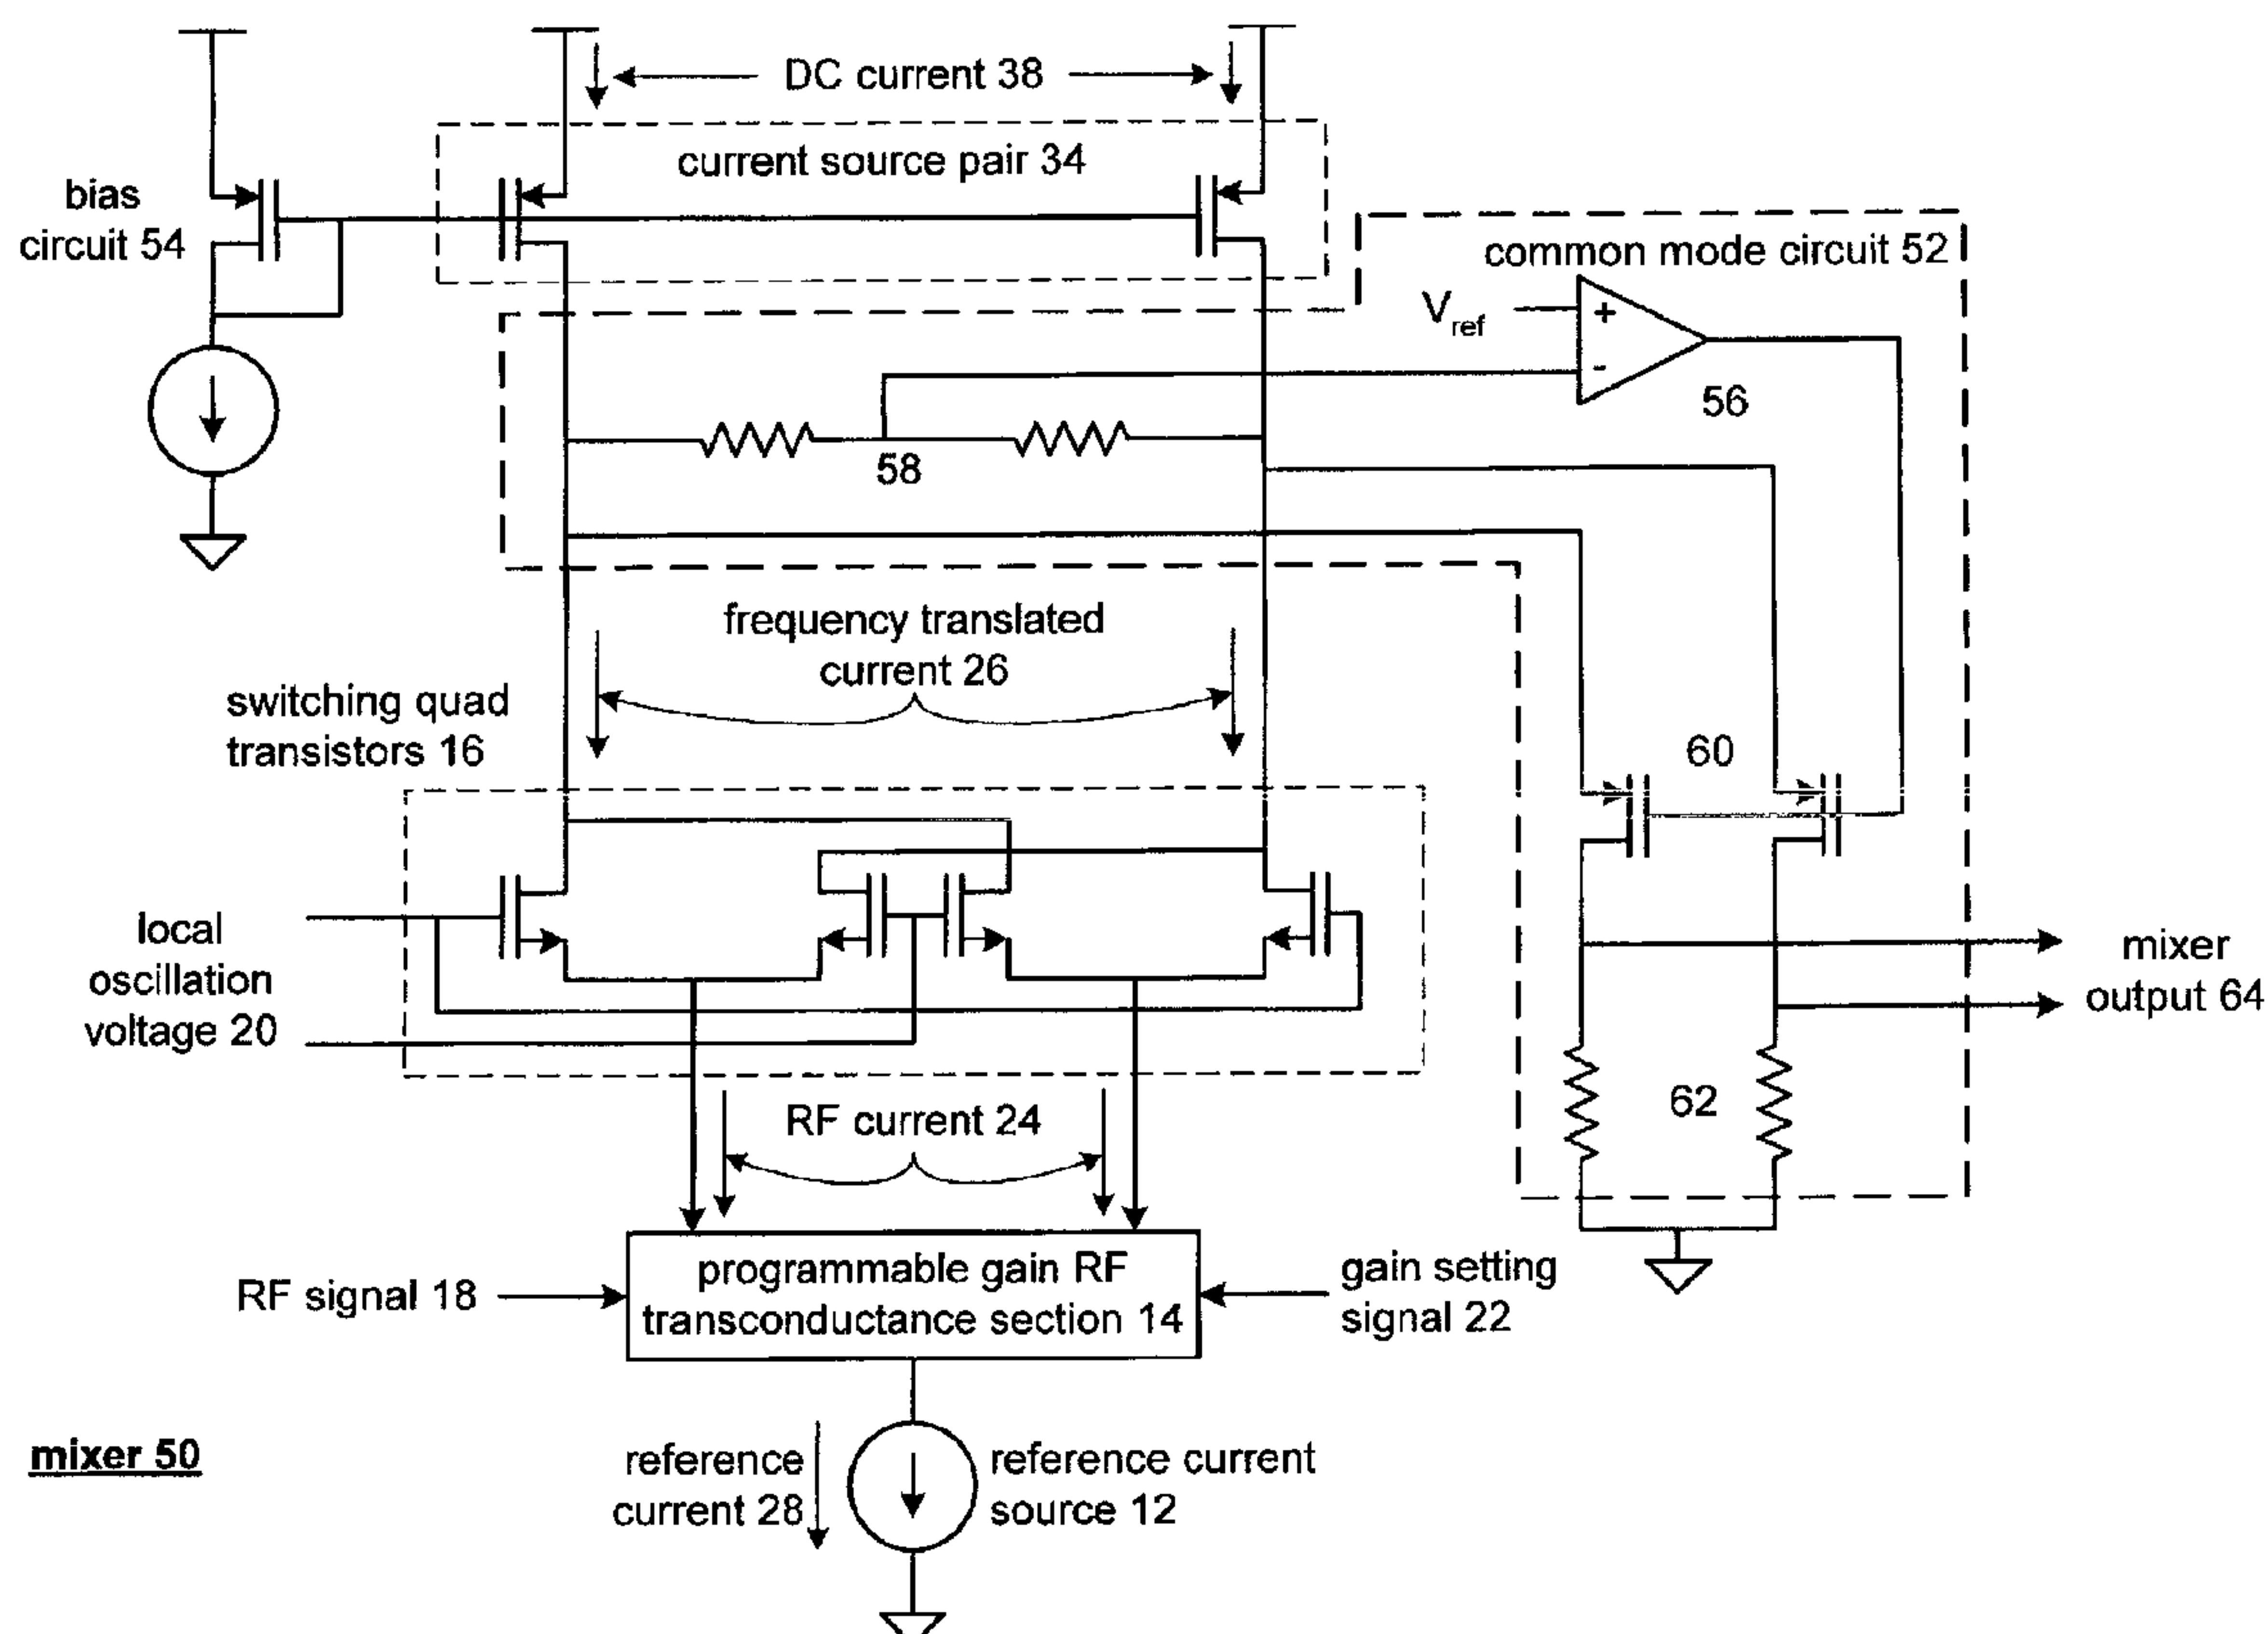 DC current 38
current source pair 34
bias
circuit 54
common mode circuit 52
Vref
+
-
56
58
frequency translated
current 26
switching quad
transistors 16
60
local
oscillation
voltage 20
mixer
output 64
62
RF current 24
RF signal 18
programmable gain RF
transconductance section 14
gain setting
signal 22
mixer 50
reference
current 28
reference current
source 12